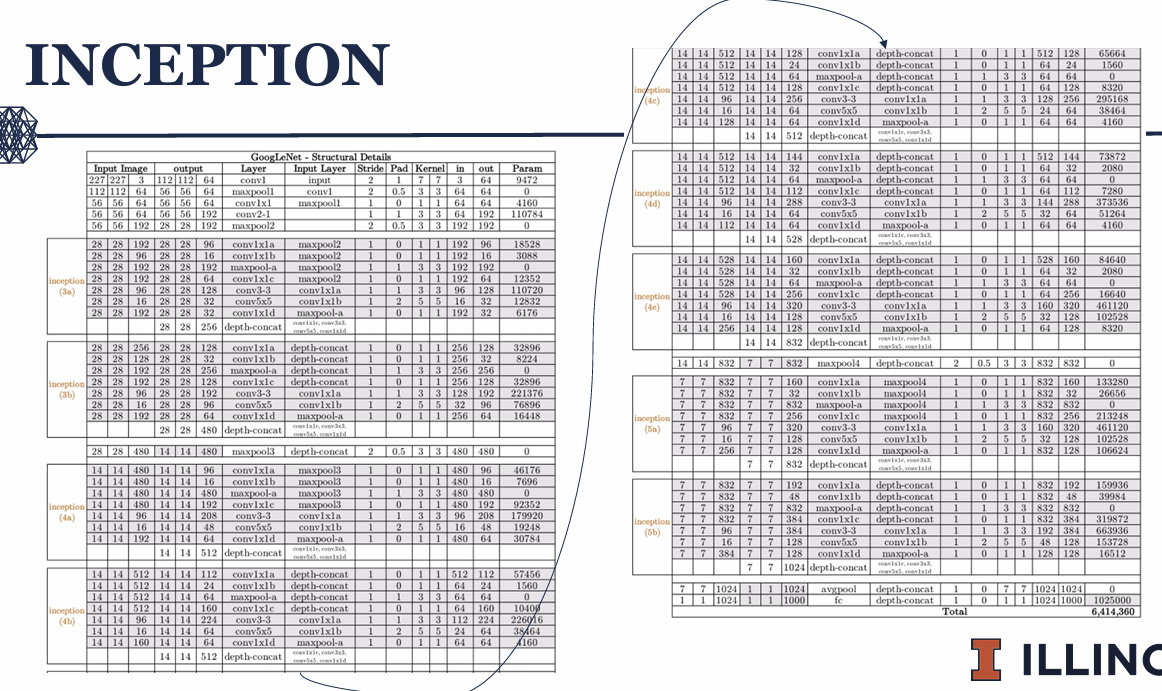 INCEPTION
GoogLeNet - Structural Details
Input Image output Layer Input Layer Stride Pad Kernel in out Param
227 227 3 112 112 64 conv1 input 2 1 7 7 3 64 9472
112 112 64 56 56 64 maxpool1 conv1 2 0.5 3 3 64 64 0
56 56 64 56 56 64 conv1x1 maxpool1 1 0 1 1 64 64 4160
56 56 64 56 56 192 conv2-1 1 1 3 3 64 192 110784
56 56 192 28 28 192 maxpool2 2 0.5 3 3 192 192 0
inception (3a)
28 28 192 28 28 96 conv1x1a maxpool2 1 0 1 1 192 96 18528
28 28 96 28 28 16 conv1x1b maxpool2 1 0 1 1 192 16 3088
28 28 192 28 28 192 maxpool-a maxpool2 1 1 3 3 192 192 0
28 28 192 28 28 64 conv1x1c maxpool2 1 0 1 1 192 64 12352
28 28 96 28 28 128 conv3-3 conv1x1a 1 1 3 3 96 128 110720
28 28 16 28 28 32 conv5x5 conv1x1b 1 2 5 5 16 32 12832
28 28 192 28 28 32 conv1x1d maxpool-a 1 0 1 1 192 32 6176
28 28 256 depth-concat conv1x1c, conv3x3, conv5x5, conv1x1d
inception (3b)
28 28 256 28 28 128 conv1x1a depth-concat 1 0 1 1 256 128 32896
28 28 128 28 28 32 conv1x1b depth-concat 1 0 1 1 256 32 8224
28 28 192 28 28 256 maxpool-a depth-concat 1 1 3 3 256 256 0
28 28 192 28 28 128 conv1x1c depth-concat 1 0 1 1 256 128 32896
28 28 96 28 28 192 conv3-3 conv1x1a 1 1 3 3 128 192 221376
28 28 16 28 28 96 conv5x5 conv1x1b 1 2 5 5 32 96 76896
28 28 192 28 28 64 conv1x1d maxpool-a 1 0 1 1 256 64 16448
28 28 480 depth-concat conv1x1c, conv3x3, conv5x5, conv1x1d
28 28 480 14 14 480 maxpool3 depth-concat 2 0.5 3 3 480 480 0
inception (4a)
14 14 480 14 14 96 conv1x1a maxpool3 1 0 1 1 480 96 46176
14 14 480 14 14 16 conv1x1b maxpool3 1 0 1 1 480 16 7696
14 14 480 14 14 480 maxpool-a maxpool3 1 1 3 3 480 480 0
14 14 480 14 14 192 conv1x1c maxpool3 1 0 1 1 480 192 92352
14 14 96 14 14 208 conv3-3 conv1x1a 1 1 3 3 96 208 179920
14 14 16 14 14 48 conv5x5 conv1x1b 1 2 5 5 16 48 19248
14 14 192 14 14 64 conv1x1d maxpool-a 1 0 1 1 480 64 30784
14 14 512 depth-concat conv1x1c, conv3x3, conv5x5, conv1x1d
inception (4b)
14 14 512 14 14 112 conv1x1a depth-concat 1 0 1 1 512 112 57456
14 14 512 14 14 24 conv1x1b depth-concat 1 0 1 1 64 24 1560
14 14 512 14 14 64 maxpool-a depth-concat 1 1 3 3 64 64 0
14 14 512 14 14 160 conv1x1c depth-concat 1 0 1 1 64 160 10400
14 14 96 14 14 224 conv3-3 conv1x1a 1 1 3 3 112 224 226016
14 14 16 14 14 64 conv5x5 conv1x1b 1 2 5 5 24 64 38464
14 14 160 14 14 64 conv1x1d maxpool-a 1 0 1 1 64 64 4160
14 14 512 depth-concat conv1x1c, conv3x3, conv5x5, conv1x1d
inception (4c)
14 14 512 14 14 128 conv1x1a depth-concat 1 0 1 1 512 128 65664
14 14 512 14 14 24 conv1x1b depth-concat 1 0 1 1 64 24 1560
14 14 512 14 14 64 maxpool-a depth-concat 1 1 3 3 64 64 0
14 14 512 14 14 128 conv1x1c depth-concat 1 0 1 1 64 128 8320
14 14 96 14 14 256 conv3-3 conv1x1a 1 1 3 3 128 256 295168
14 14 16 14 14 64 conv5x5 conv1x1b 1 2 5 5 24 64 38464
14 14 128 14 14 64 conv1x1d maxpool-a 1 0 1 1 64 64 4160
14 14 512 depth-concat conv1x1c, conv3x3, conv5x5, conv1x1d
inception (4d)
14 14 512 14 14 144 conv1x1a depth-concat 1 0 1 1 512 144 73872
14 14 512 14 14 32 conv1x1b depth-concat 1 0 1 1 64 32 2080
14 14 512 14 14 64 maxpool-a depth-concat 1 1 3 3 64 64 0
14 14 512 14 14 112 conv1x1c depth-concat 1 0 1 1 64 112 7280
14 14 96 14 14 288 conv3-3 conv1x1a 1 1 3 3 144 288 373536
14 14 16 14 14 64 conv5x5 conv1x1b 1 2 5 5 32 64 51264
14 14 112 14 14 64 conv1x1d maxpool-a 1 0 1 1 64 64 4160
14 14 528 depth-concat conv1x1c, conv3x3, conv5x5, conv1x1d
inception (4e)
14 14 528 14 14 160 conv1x1a depth-concat 1 0 1 1 528 160 84640
14 14 528 14 14 32 conv1x1b depth-concat 1 0 1 1 64 32 2080
14 14 528 14 14 64 maxpool-a depth-concat 1 1 3 3 64 64 0
14 14 528 14 14 256 conv1x1c depth-concat 1 0 1 1 64 256 16640
14 14 96 14 14 320 conv3-3 conv1x1a 1 1 3 3 160 320 461120
14 14 16 14 14 128 conv5x5 conv1x1b 1 2 5 5 32 128 102528
14 14 256 14 14 128 conv1x1d maxpool-a 1 0 1 1 64 128 8320
14 14 832 depth-concat conv1x1c, conv3x3, conv5x5, conv1x1d
14 14 832 7 7 832 maxpool4 depth-concat 2 0.5 3 3 832 832 0
inception (5a)
7 7 832 7 7 160 conv1x1a maxpool4 1 0 1 1 832 160 133280
7 7 832 7 7 32 conv1x1b maxpool4 1 0 1 1 832 32 26656
7 7 832 7 7 832 maxpool-a maxpool4 1 1 3 3 832 832 0
7 7 832 7 7 256 conv1x1c maxpool4 1 0 1 1 832 256 213248
7 7 96 7 7 320 conv3-3 conv1x1a 1 1 3 3 160 320 461120
7 7 16 7 7 128 conv5x5 conv1x1b 1 2 5 5 32 128 102528
7 7 256 7 7 128 conv1x1d maxpool-a 1 0 1 1 832 128 106624
7 7 832 depth-concat conv1x1c, conv3x3, conv5x5, conv1x1d
inception (5b)
7 7 832 7 7 192 conv1x1a depth-concat 1 0 1 1 832 192 159936
7 7 832 7 7 48 conv1x1b depth-concat 1 0 1 1 832 48 39984
7 7 832 7 7 832 maxpool-a depth-concat 1 1 3 3 832 832 0
7 7 832 7 7 384 conv1x1c depth-concat 1 0 1 1 832 384 319872
7 7 96 7 7 384 conv3-3 conv1x1a 1 1 3 3 192 384 663936
7 7 16 7 7 128 conv5x5 conv1x1b 1 2 5 5 48 128 153728
7 7 384 7 7 128 conv1x1d maxpool-a 1 0 1 1 128 128 16512
7 7 1024 depth-concat conv1x1c, conv3x3, conv5x5, conv1x1d
7 7 1024 1 1 1024 avgpool depth-concat 1 0 7 7 1024 1024 0
1 1 1024 1 1 1000 fc depth-concat 1 0 1 1 1024 1000 1025000
Total 6,414,360
I ILLINO